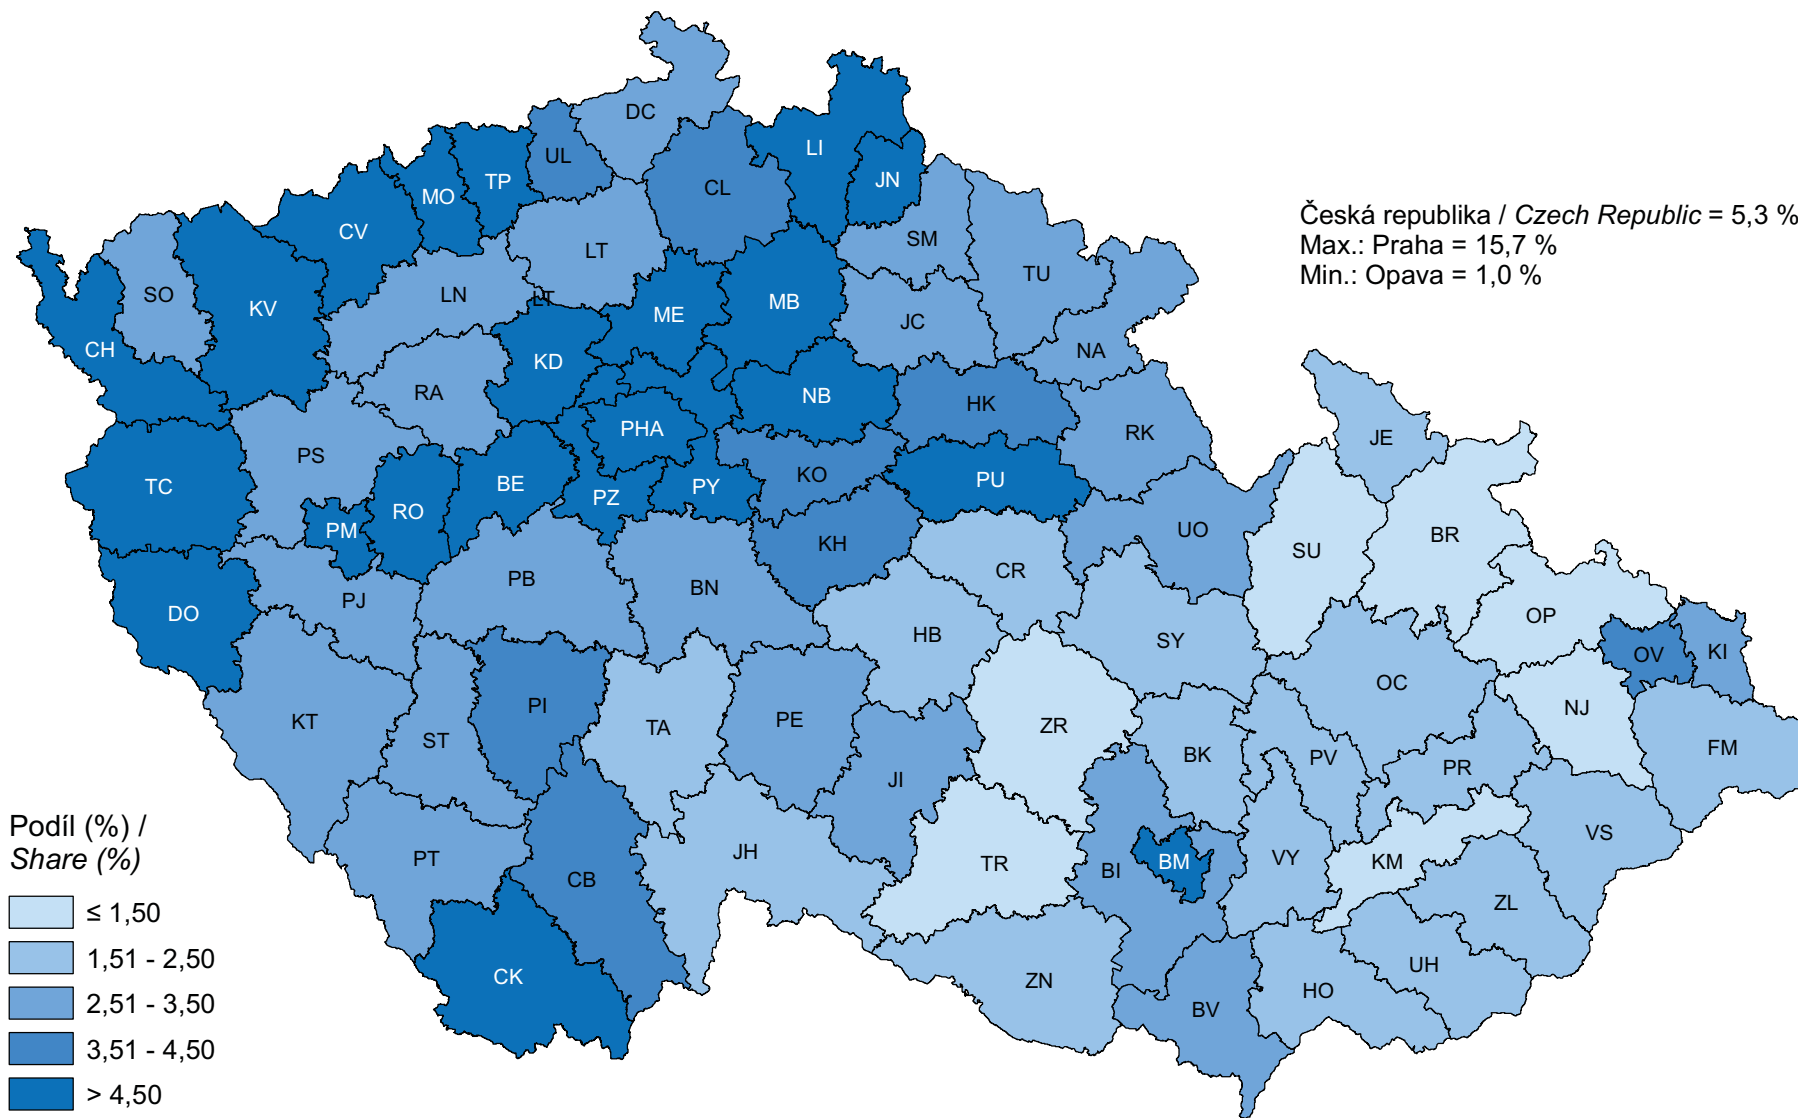 DC
UL
LI
TP
JN
MO
CL
CV
Česká republika / Czech Republic = 5,3 %
Max.: Praha = 15,7 %
Min.: Opava = 1,0 %
SM
LT
TU
SO
LN
LT
KV
ME
MB
JC
CH
NA
KD
RA
NB
HK
PHA
RK
JE
PS
TC
BE
KO
PU
PZ
PY
RO
PM
UO
BR
SU
KH
CR
PB
BN
PJ
DO
HB
SY
OP
OV
KI
OC
PI
NJ
KT
ST
TA
PE
ZR
BK
PV
FM
PR
JI
Podíl (%) /
Share (%)
PT
CB
JH
TR
BI
BM
VY
KM
VS
≤ 1,50
ZL
1,51 - 2,50
CK
ZN
UH
HO
2,51 - 3,50
BV
3,51 - 4,50
> 4,50